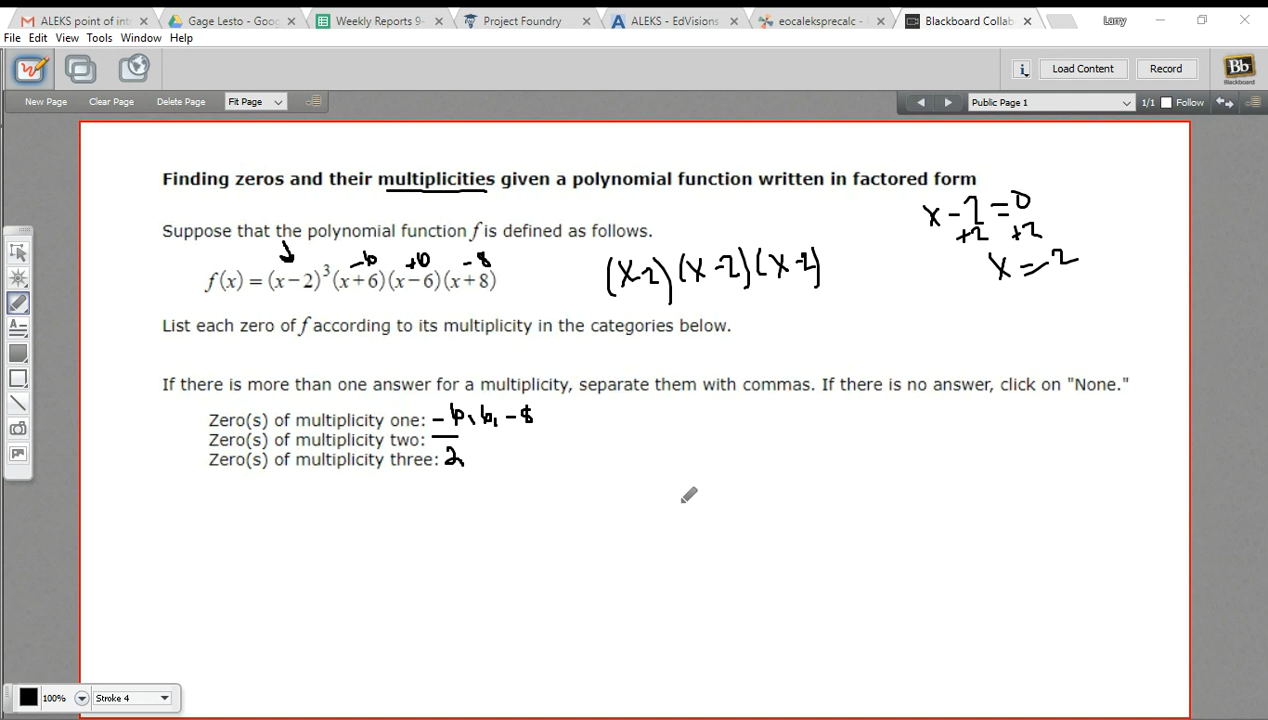 ALEKS point of int
Gage Lesto - Goo
Weekly Reports 9-
Project Foundry
ALEKS - EdVisions
eocaleksprecalc -
Blackboard Collab
Larry
File Edit View Tools Window Help
i
Load Content
Record
Bb
Blackboard
New Page Clear Page Delete Page Fit Page
Public Page 1
1/1 Follow
Finding zeros and their multiplicities given a polynomial function written in factored form
x - 2 = 0
+2 +2
x = 2
Suppose that the polynomial function f is defined as follows.
-6 +6 -8
f(x) = (x−2)³(x+6)(x−6)(x+8)
(x-2)(x-2)(x-2)
List each zero of f according to its multiplicity in the categories below.
If there is more than one answer for a multiplicity, separate them with commas. If there is no answer, click on "None."
Zero(s) of multiplicity one: -6, 6, -8
Zero(s) of multiplicity two: —
Zero(s) of multiplicity three: 2
100%
Stroke 4